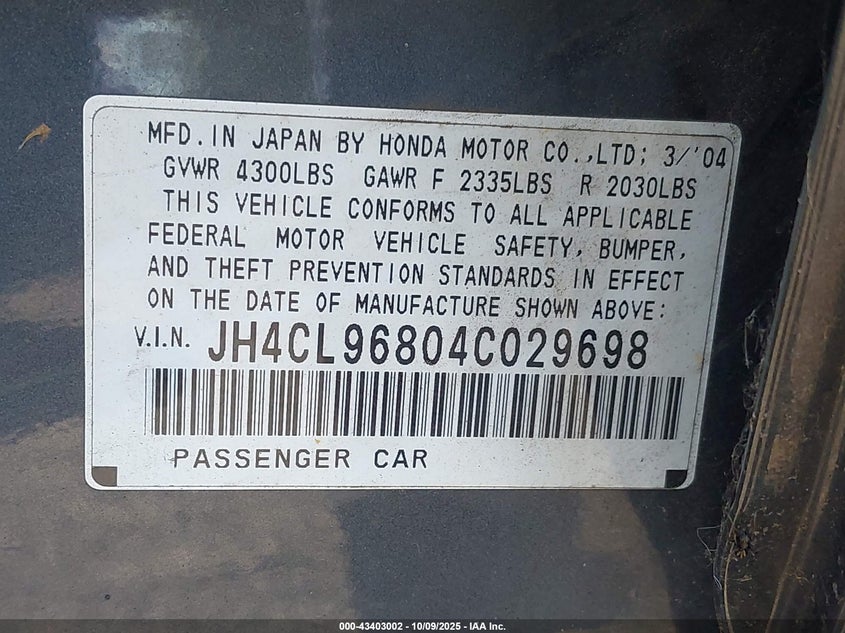 MFD.IN JAPAN BY HONDA MOTOR CO.,LTD; 3/'04
GVWR 4300LBS GAWR F 2335LBS R 2030LBS
THIS VEHICLE CONFORMS TO ALL APPLICABLE
FEDERAL MOTOR VEHICLE SAFETY, BUMPER,
AND THEFT PREVENTION STANDARDS IN EFFECT
ON THE DATE OF MANUFACTURE SHOWN ABOVE:
V.I.N. JH4CL96804C029698
PASSENGER CAR
000-43403002 - 10/09/2025 - IAA Inc.